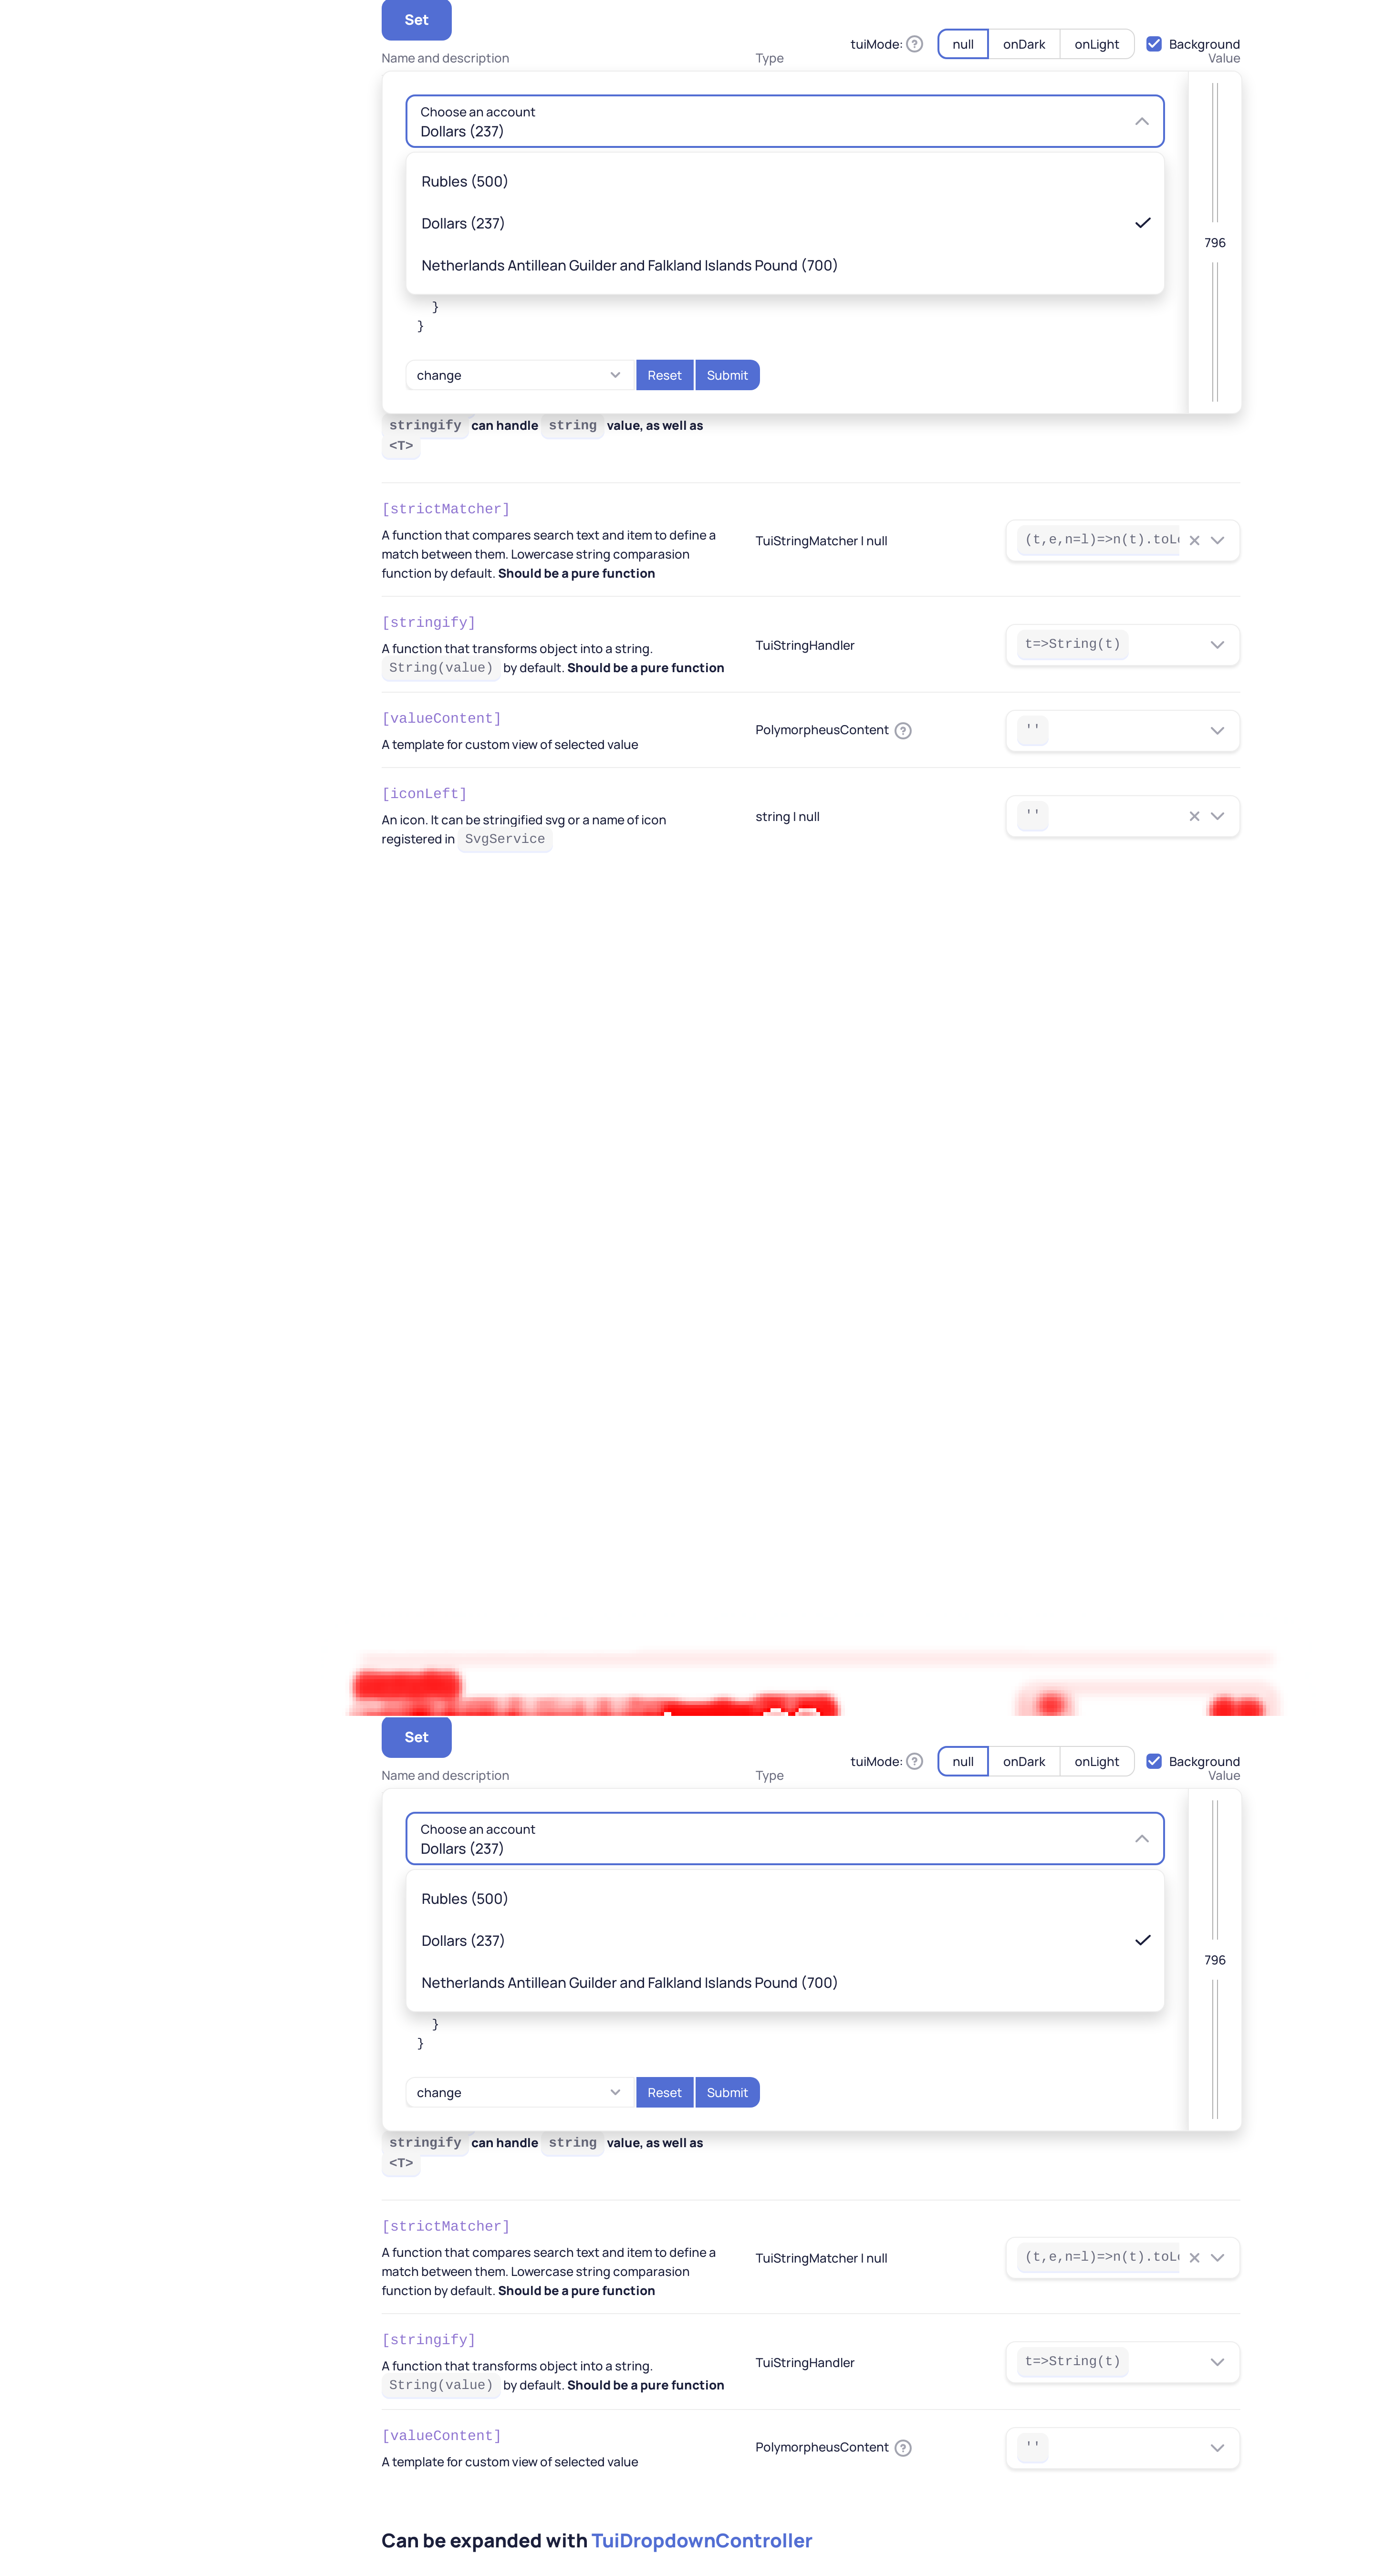 Set
tuiMode: ? null onDark onLight Background
Name and description Type Value
Choose an account
Dollars (237)
Rubles (500)
Dollars (237)
796
Netherlands Antillean Guilder and Falkland Islands Pound (700)
}
}
change Reset Submit
stringify can handle string value, as well as
<T>
[strictMatcher]
A function that compares search text and item to define a
match between them. Lowercase string comparasion
function by default. Should be a pure function
TuiStringMatcher | null
(t,e,n=l)=>n(t).toL
[stringify]
A function that transforms object into a string.
String(value) by default. Should be a pure function
TuiStringHandler
t=>String(t)
[valueContent]
A template for custom view of selected value
PolymorpheusContent ?
''
[iconLeft]
An icon. It can be stringified svg or a name of icon
registered in SvgService
string | null
''
Set
tuiMode: ? null onDark onLight Background
Name and description Type Value
Choose an account
Dollars (237)
Rubles (500)
Dollars (237)
796
Netherlands Antillean Guilder and Falkland Islands Pound (700)
}
}
change Reset Submit
stringify can handle string value, as well as
<T>
[strictMatcher]
A function that compares search text and item to define a
match between them. Lowercase string comparasion
function by default. Should be a pure function
TuiStringMatcher | null
(t,e,n=l)=>n(t).toL
[stringify]
A function that transforms object into a string.
String(value) by default. Should be a pure function
TuiStringHandler
t=>String(t)
[valueContent]
A template for custom view of selected value
PolymorpheusContent ?
''
Can be expanded with TuiDropdownController